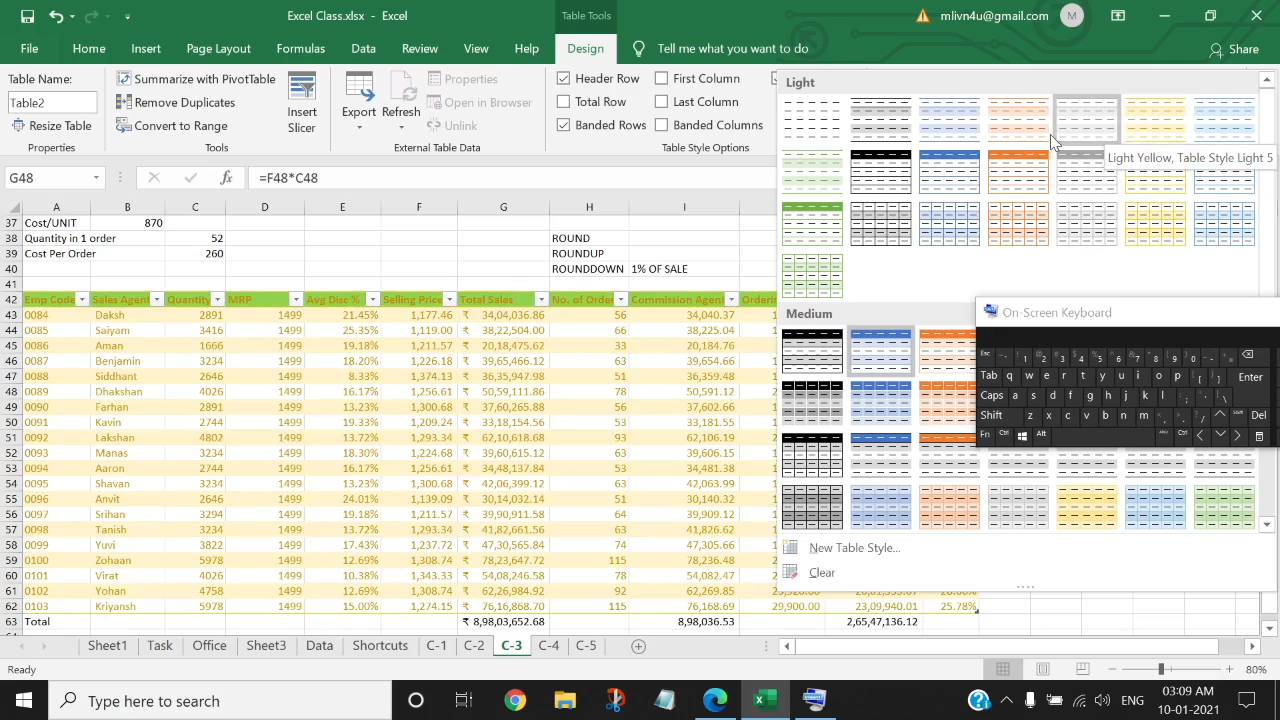 Excel Class.xlsx - Excel
Table Tools
mlivn4u@gmail.com
M
File Home Insert Page Layout Formulas Data Review View Help Design Tell me what you want to do Share
Table Name:
Table2
Resize Table
Properties
Summarize with PivotTable
Remove Duplicates
Convert to Range
Insert Slicer
Export Refresh
Properties
Open in Browser
Unlink
External Table Data
Header Row First Column
Total Row Last Column
Banded Rows Banded Columns
Table Style Options
Light
Light Yellow, Table Style Light 5
Medium
New Table Style...
Clear
G48 fx =F48*C48
A B C D E F G H I
37 Cost/UNIT 870
38 Quantity in 1 order 52 ROUND
39 Cost Per Order 260 ROUNDUP
40 ROUNDDOWN 1% OF SALE
41
42 Emp Code Sales Agent Quantity MRP Avg Disc % Selling Price Total Sales No. of Order Commission Agent
43 0084 Daksh 2891 1499 21.45% 1,177.46 ₹ 34,04,036.86 56 34,040.37
44 0085 Saiyam 3416 1499 25.35% 1,119.00 ₹ 38,22,504.00 66 38,225.04
45 0086 Aman 1666 1499 19.18% 1,211.57 ₹ 20,18,475.62 33 20,184.76
46 0087 Benjamin 3234 1499 18.20% 1,226.18 ₹ 39,65,466.12 63 39,654.66
47 0088 Siddhant 2646 1499 8.33% 1,374.13 ₹ 36,35,947.98 51 36,359.48
48 0089 Dhakshan 4026 1499 16.17% 1,256.61 ₹ 50,59,111.86 78 50,591.12
49 0090 Farhan 2891 1499 13.23% 1,300.68 ₹ 37,60,265.88 56 37,602.66
50 0091 Kavin 2744 1499 19.33% 1,209.24 ₹ 33,18,154.56 53 33,181.55
51 0092 Lakshan 4802 1499 13.72% 1,293.34 ₹ 62,10,618.68 93 62,106.19
52 0093 Manas 3234 1499 18.30% 1,224.68 ₹ 39,60,615.12 63 39,606.15
53 0094 Aaron 2744 1499 16.17% 1,256.61 ₹ 34,48,137.84 53 34,481.38
54 0095 Shavan 3234 1499 13.23% 1,300.68 ₹ 42,06,399.12 63 42,063.99
55 0096 Anvit 2646 1499 24.01% 1,139.09 ₹ 30,14,032.14 51 30,140.32
56 0097 Srihan 3294 1499 19.18% 1,211.57 ₹ 39,90,911.58 64 39,909.12
57 0098 Tanish 3234 1499 13.72% 1,293.34 ₹ 41,82,661.56 63 41,826.62
58 0099 Yuvi 3822 1499 17.43% 1,237.72 ₹ 47,30,565.84 74 47,305.66
59 0100 Zohaan 5978 1499 12.69% 1,308.74 ₹ 78,23,647.72 115 78,236.48
60 0101 Virat 4026 1499 10.38% 1,343.33 ₹ 54,08,246.58 78 54,082.47
61 0102 Yohan 4758 1499 12.69% 1,308.74 ₹ 62,26,984.92 92 62,269.85
62 0103 Kriyansh 5978 1499 15.00% 1,274.15 ₹ 76,16,868.70 115 76,168.69 29,900.00 23,09,940.01 25.78%
63 Total ₹ 8,98,03,652.68 8,98,036.53 2,65,47,136.12
On-Screen Keyboard
Esc 1 2 3 4 5 6 7 8 9 0
Tab q w e r t y u i o p Enter
Caps a s d f g h j k l
Shift z x c v b n m Del
Fn Ctrl Alt Ctrl
Sheet1 Task Office Sheet3 Data Shortcuts C-1 C-2 C-3 C-4 C-5
Ready 80%
Type here to search
ENG
03:09 AM
10-01-2021